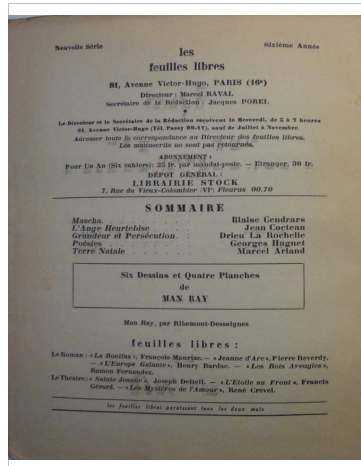 Nouvelle Série
Sixième Année
les
feuilles libres
81, Avenue Victor-Hugo, PARIS (16e)
Directeur : Marcel RAVAL
Secrétaire de la Rédaction : Jacques POREL
Le Directeur et le Secrétaire de la Rédaction reçoivent le Mercredi, de 5 à 7 heures
81, Avenue Victor-Hugo (Tél. Passy 99-41), sauf de Juillet à Novembre.
Adresser toute la correspondance au Directeur des feuilles libres.
Les manuscrits ne sont pas retournés.
ABONNEMENT :
Pour Un An (Six cahiers): 25 fr. par mandat-poste. — Etranger, 30 fr.
DÉPÔT GÉNÉRAL :
LIBRAIRIE STOCK
7, Rue du Vieux-Colombier (VIe) Fleurus 00.70
SOMMAIRE
Mascha. Blaise Cendrars
L'Ange Heurtebise Jean Cocteau
Grandeur et Persécution Drieu La Rochelle
Poésies Georges Hugnet
Terre Natale Marcel Arland
Six Dessins et Quatre Planches
de
MAN RAY
Man Ray, par Ribemont-Dessaignes
feuilles libres :
Le Roman : « La Bonifas », François Mauriac. — « Jeanne d'Arc », Pierre Reverdy,
— « L'Europe Galante », Henry Bardac. — « Les Bois Aveugles »,
Ramon Fernandez.
Le Théâtre : « Sainte Jeanne », Joseph Delteil. — « L'Etoile au Front », Francis
Gérard. — « Les Mystères de l'Amour », René Crevel.
les feuilles libres paraissent tous les deux mois